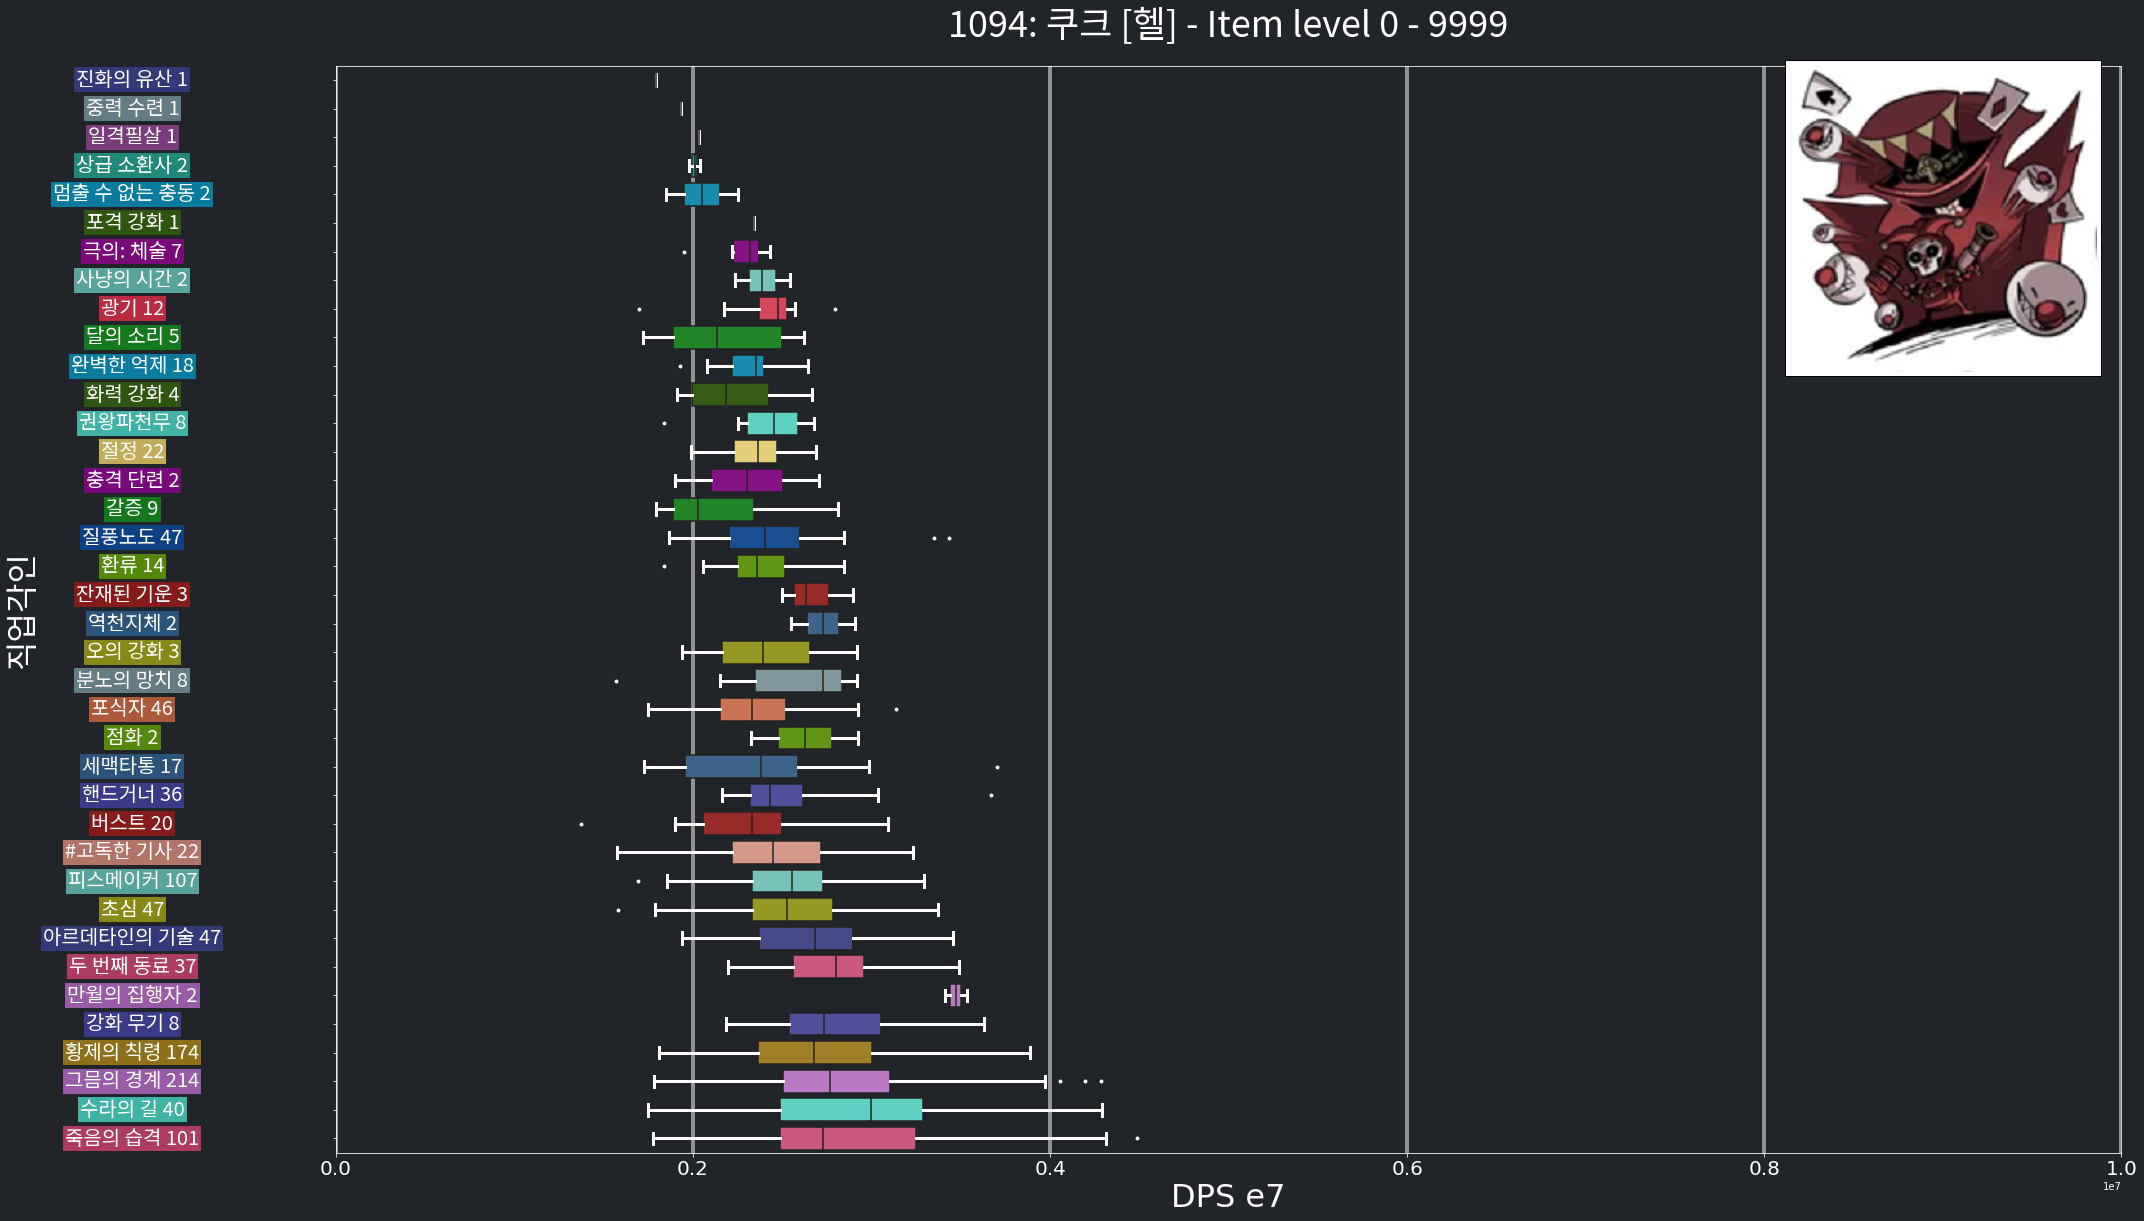 1094: 쿠크 [헬] - Item level 0 - 9999
직업각인
진화의 유산 1
중력 수련 1
일격필살 1
상급 소환사 2
멈출 수 없는 충동 2
포격 강화 1
극의: 체술 7
사냥의 시간 2
광기 12
달의 소리 5
완벽한 억제 18
화력 강화 4
권왕파천무 8
절정 22
충격 단련 2
갈증 9
질풍노도 47
환류 14
잔재된 기운 3
역천지체 2
오의 강화 3
분노의 망치 8
포식자 46
점화 2
세맥타통 17
핸드거너 36
버스트 20
#고독한 기사 22
피스메이커 107
초심 47
아르데타인의 기술 47
두 번째 동료 37
만월의 집행자 2
강화 무기 8
황제의 칙령 174
그믐의 경계 214
수라의 길 40
죽음의 습격 101
0.0 0.2 0.4 0.6 0.8 1.0
1e7
DPS e7